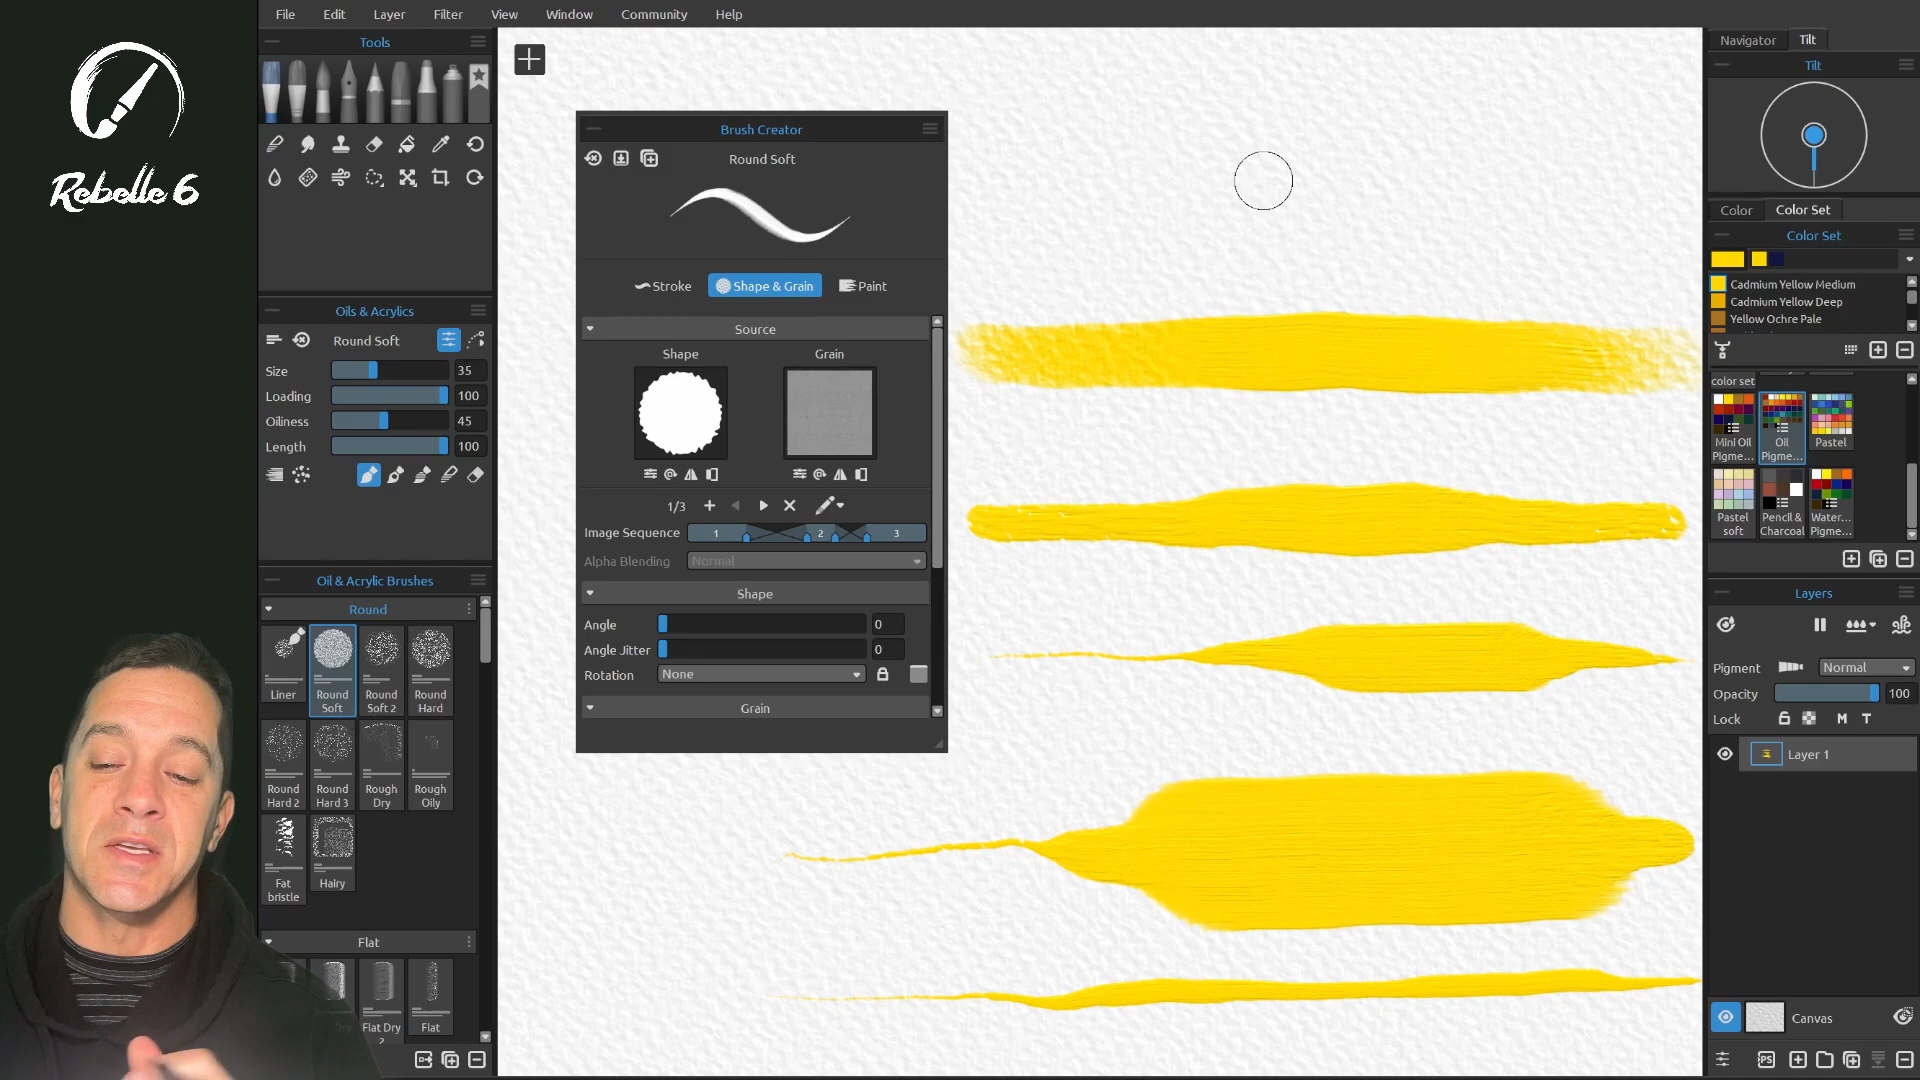 File Edit Layer Filter View Window Community Help
Rebelle 6
Tools
Oils & Acrylics
Round Soft
Size 35
Loading 100
Oiliness 45
Length 100
Oil & Acrylic Brushes
Round
Liner
Round Soft
Round Soft 2
Round Hard
Round Hard 2
Round Hard 3
Rough Dry
Rough Oily
Fat bristle
Hairy
Flat
Flat Dry 2
Flat
Brush Creator
Round Soft
Stroke Shape & Grain Paint
Source
Shape Grain
1/3
Image Sequence 1 2 3
Alpha Blending Normal
Shape
Angle 0
Angle Jitter 0
Rotation None
Grain
Navigator Tilt
Tilt
Color Color Set
Color Set
Cadmium Yellow Medium
Cadmium Yellow Deep
Yellow Ochre Pale
color set
Mini Oil Pigme...
Oil Pigme...
Pastel
Pastel soft
Pencil & Charcoal
Water... Pigme...
Layers
Pigment Normal
Opacity 100
Lock M T
Layer 1
Canvas
PS